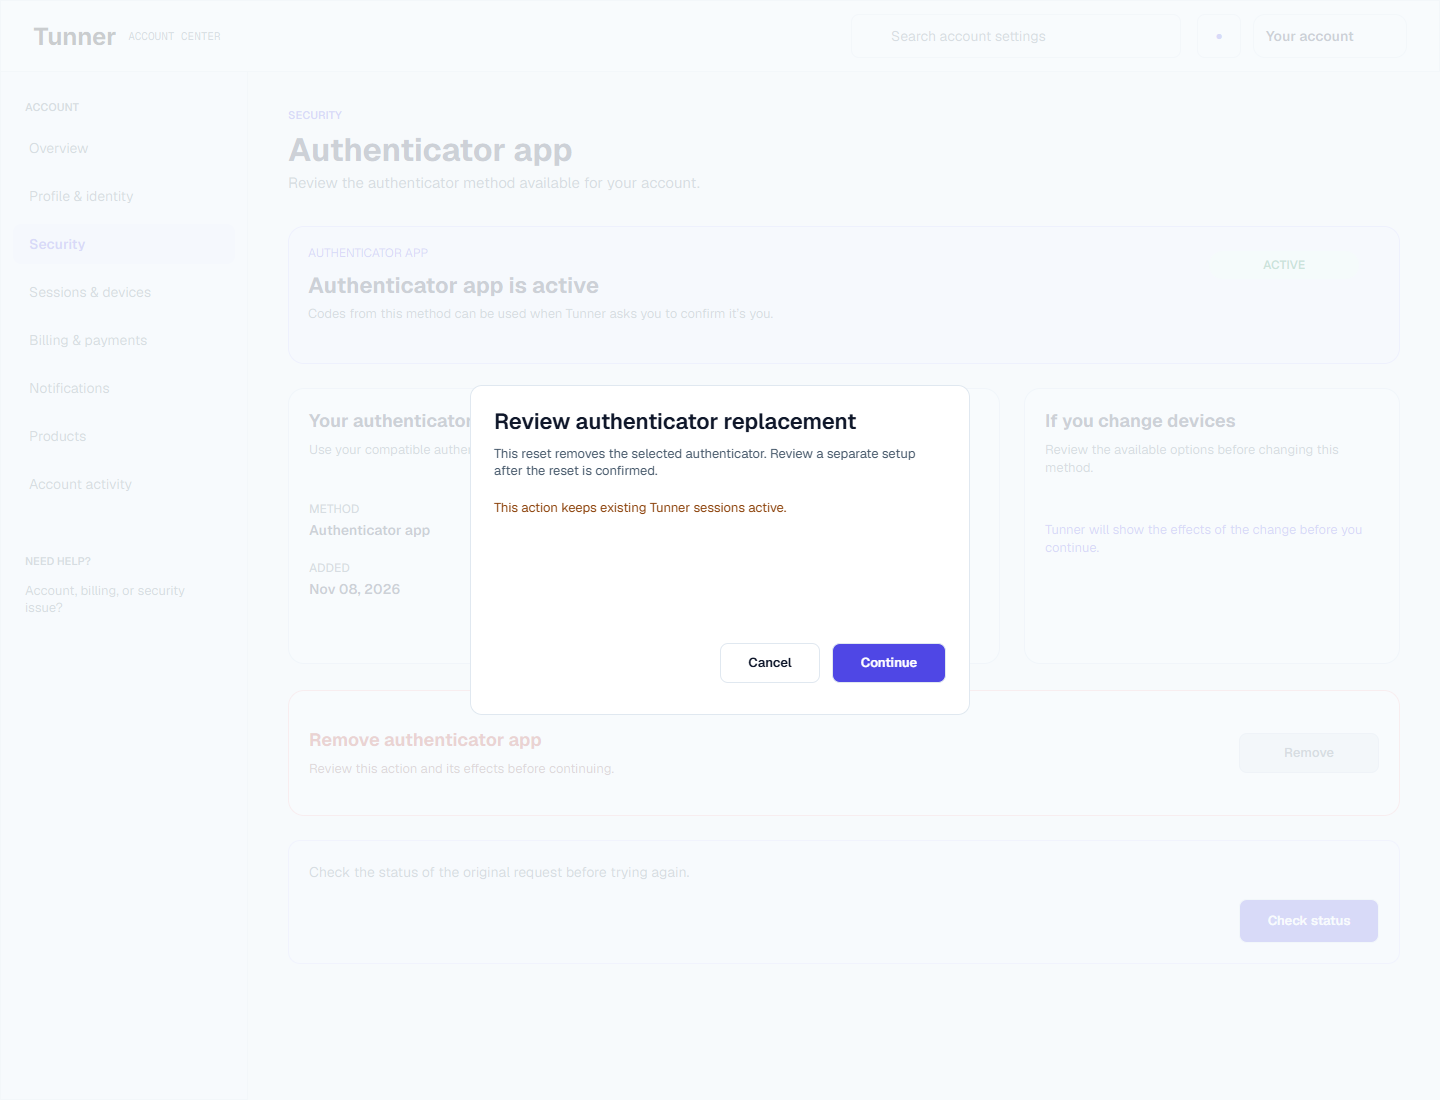 Tunner ACCOUNT CENTER
Search account settings
Your account
ACCOUNT
Overview
Profile & identity
Security
Sessions & devices
Billing & payments
Notifications
Products
Account activity
NEED HELP?
Account, billing, or security
issue?
SECURITY
Authenticator app
Review the authenticator method available for your account.
AUTHENTICATOR APP
Authenticator app is active
Codes from this method can be used when Tunner asks you to confirm it's you.
ACTIVE
Your authenticator
Use your compatible
METHOD
Authenticator app
ADDED
Nov 08, 2026
Review authenticator replacement
This reset removes the selected authenticator. Review a separate setup
after the reset is confirmed.
This action keeps existing Tunner sessions active.
Cancel
Continue
If you change devices
Review the available options before changing this
method.
Tunner will show the effects of the change before you
continue.
Remove authenticator app
Review this action and its effects before continuing.
Remove
Check the status of the original request before trying again.
Check status